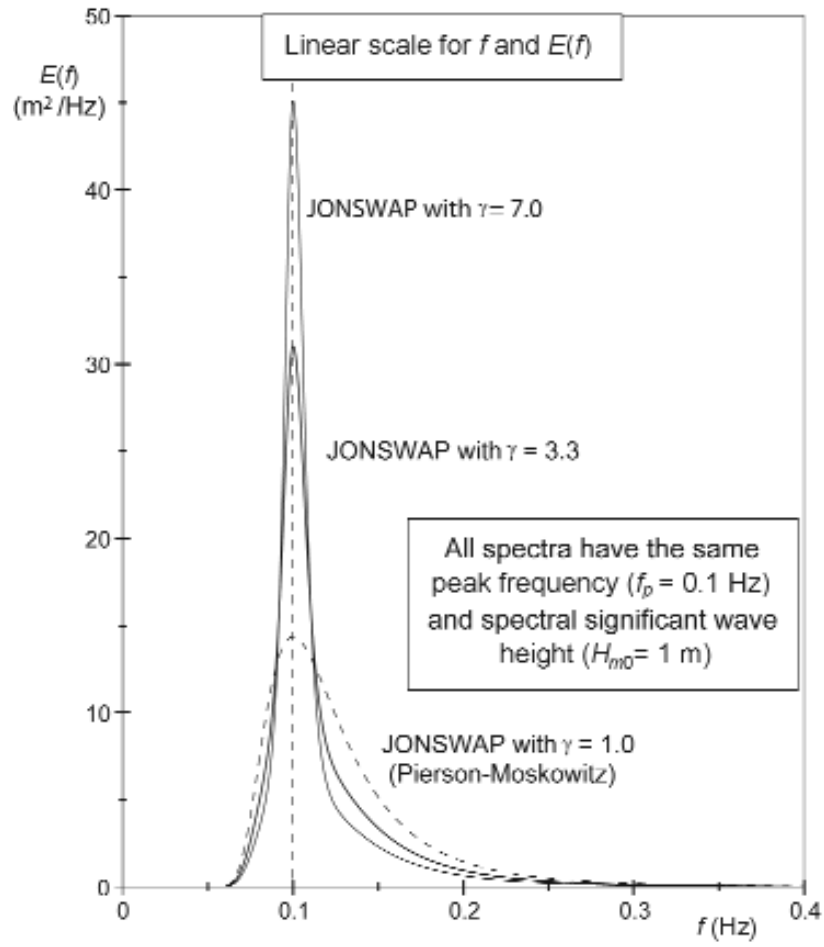 50
Linear scale for f and E(f)
E(f)
(m² /Hz)
40
JONSWAP with γ= 7.0
30
JONSWAP with γ = 3.3
20
All spectra have the same
peak frequency (fp = 0.1 Hz)
and spectral significant wave
height (Hm0= 1 m)
10
JONSWAP with γ = 1.0
(Pierson-Moskowitz)
0
0 0.1 0.2 0.3 0.4
f (Hz)